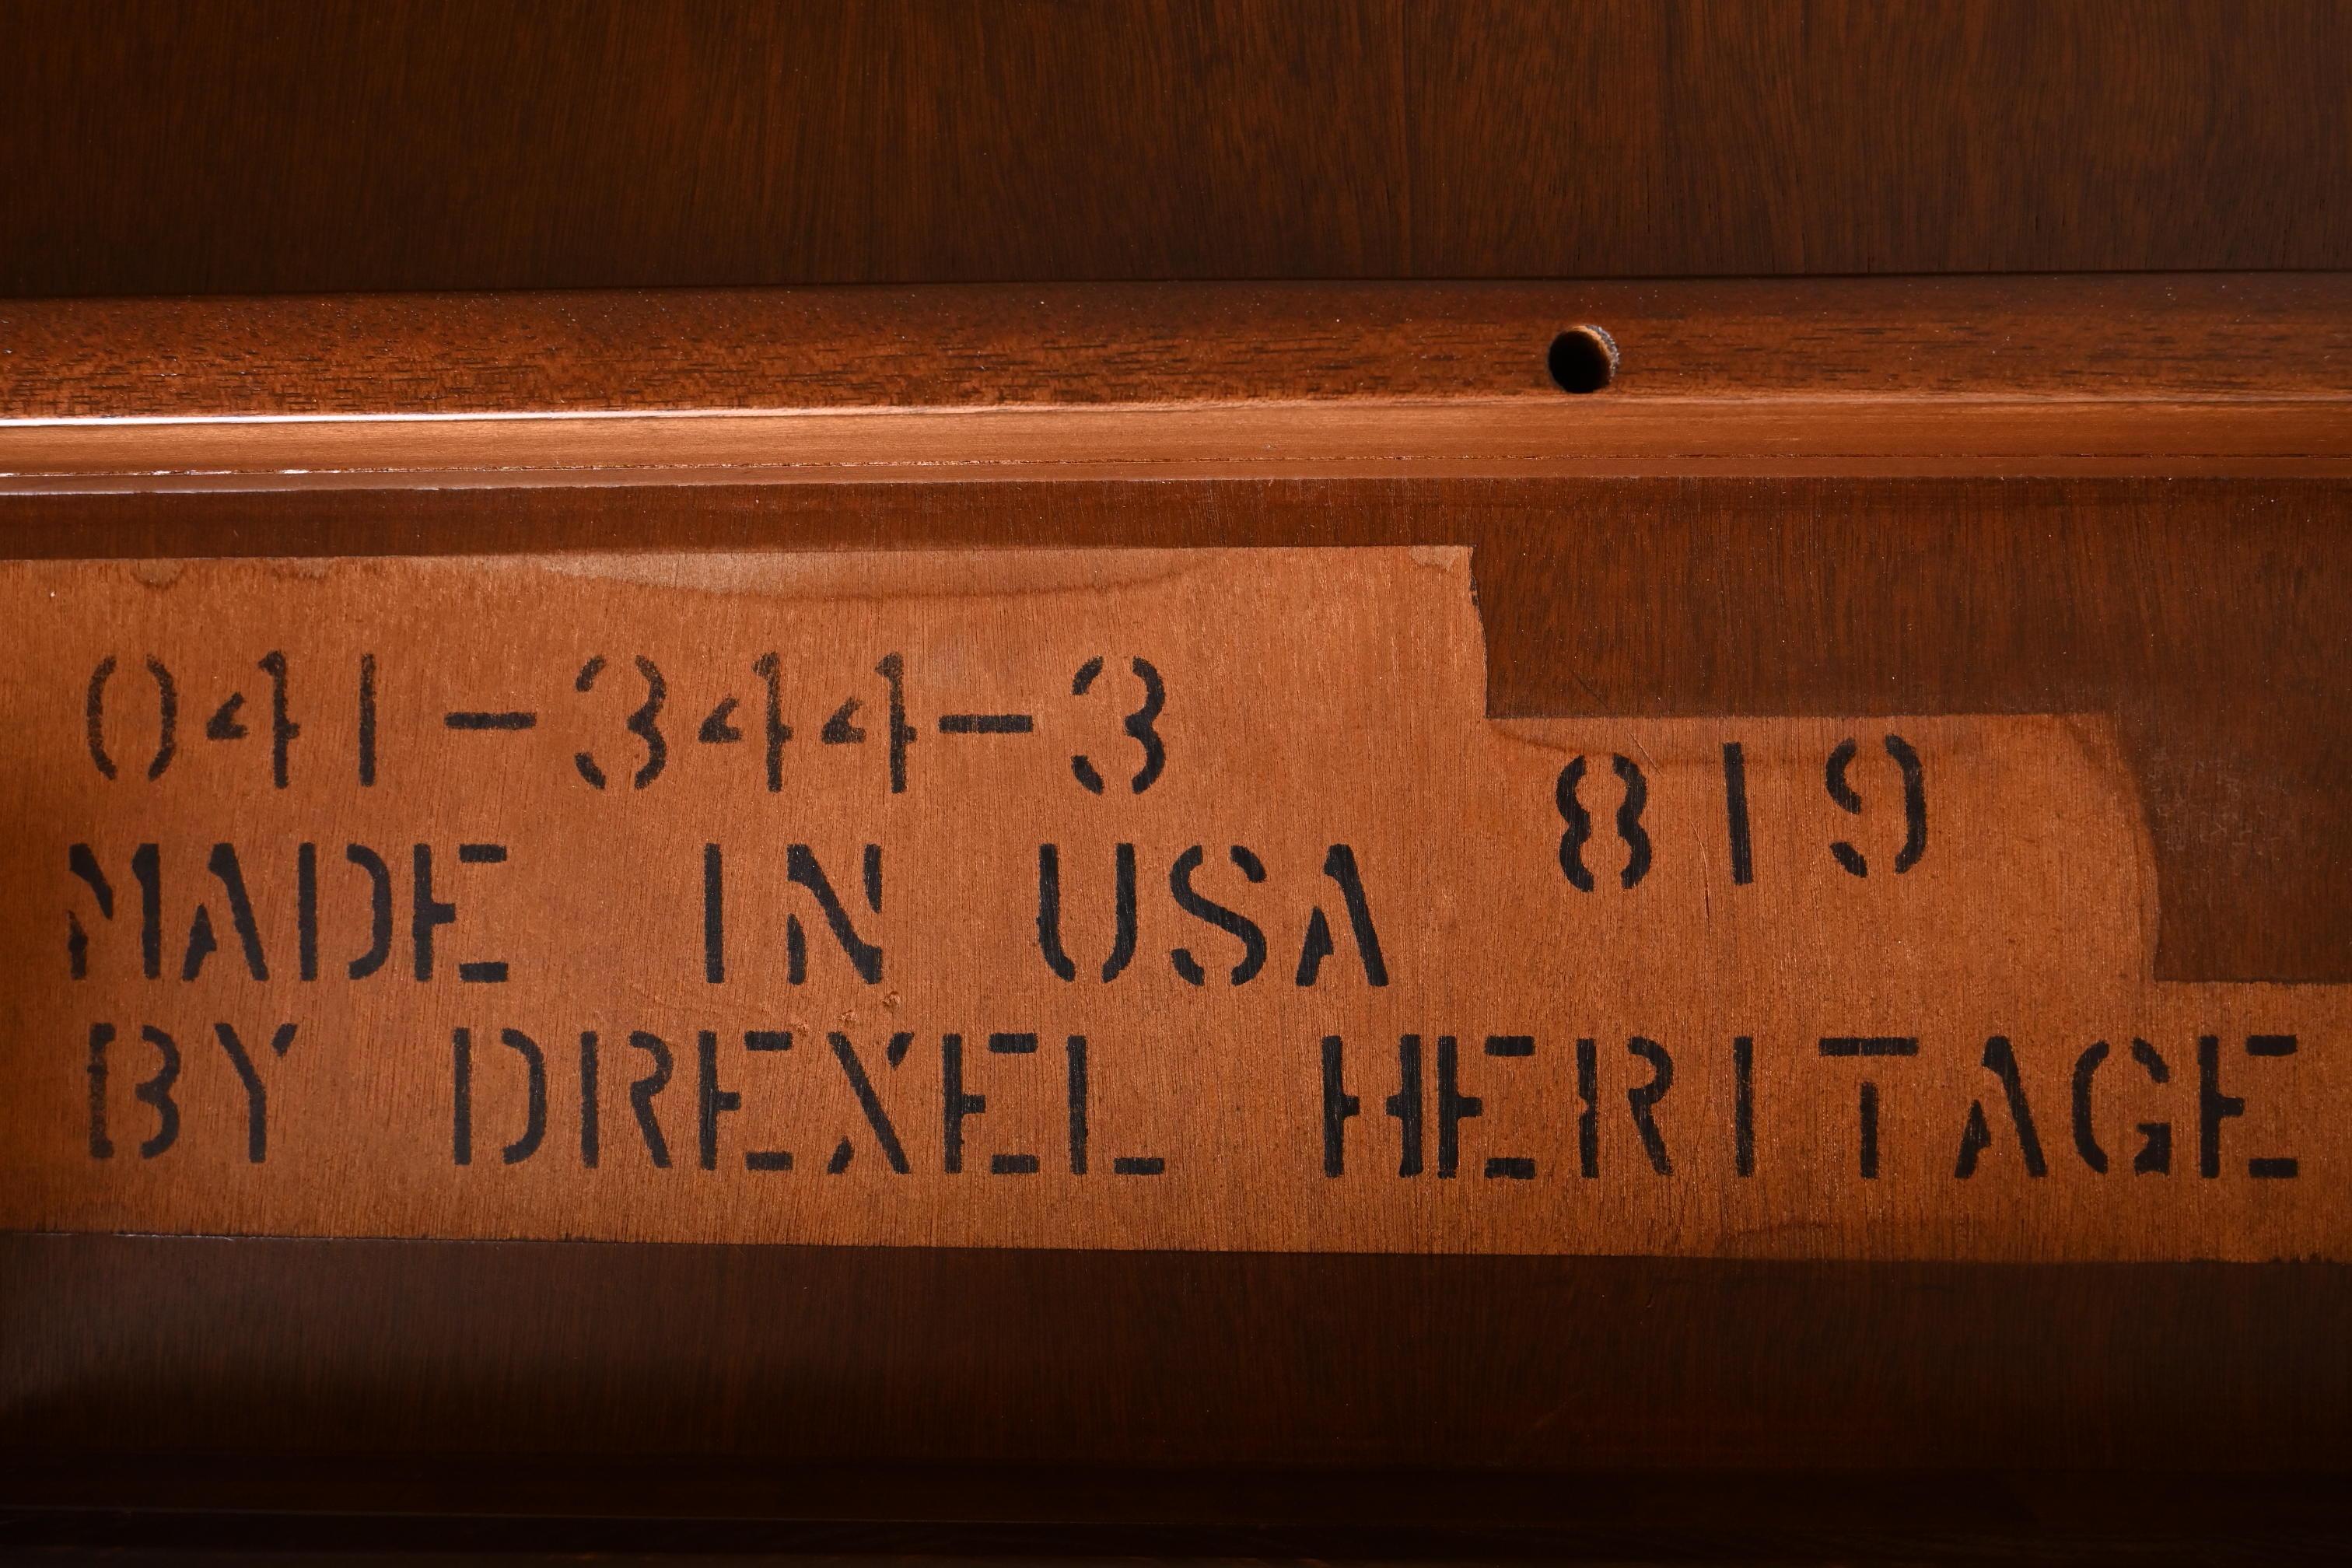 041-344-3
819
MADE IN USA
BY DREXEL HERITAGE